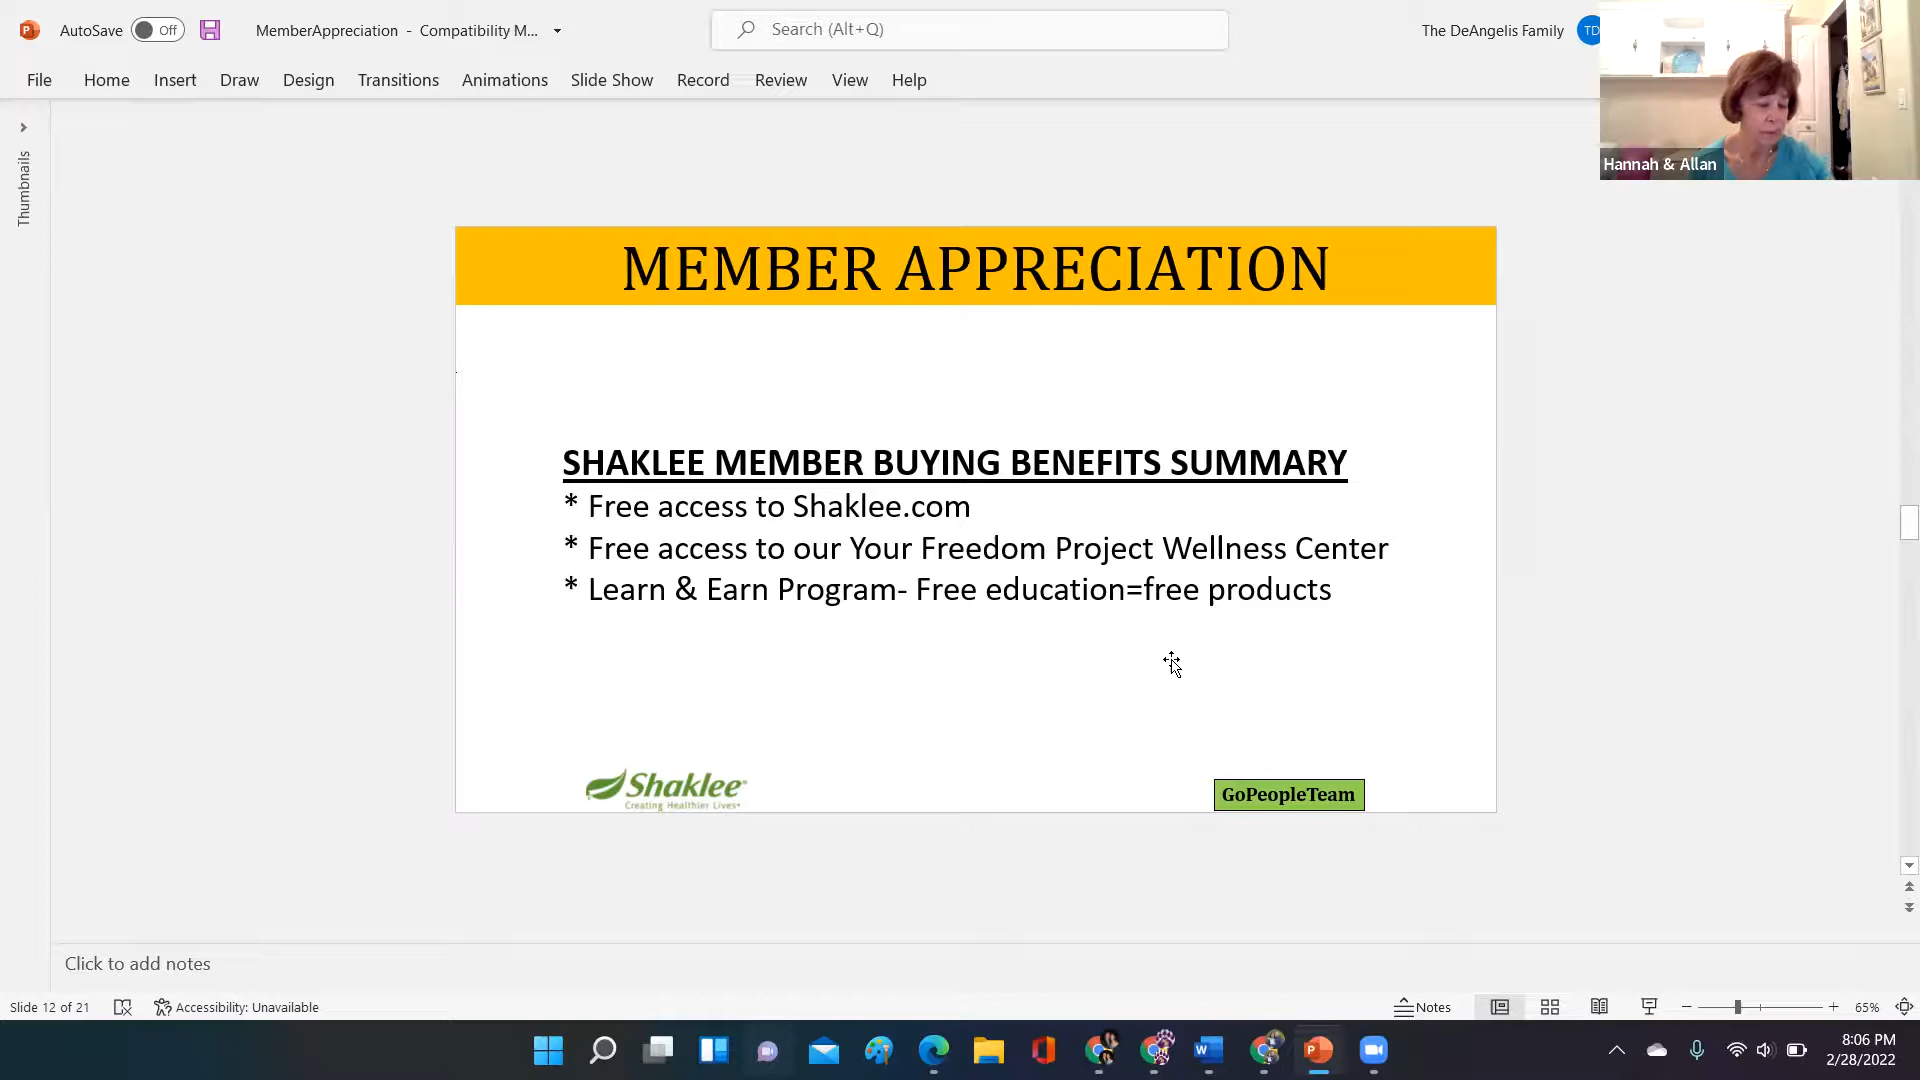 AutoSave
Off
MemberAppreciation - Compatibility M...
Search (Alt+Q)
The DeAngelis Family
TD
File Home Insert Draw Design Transitions Animations Slide Show Record Review View Help
Hannah & Allan
Thumbnails
MEMBER APPRECIATION
SHAKLEE MEMBER BUYING BENEFITS SUMMARY
* Free access to Shaklee.com
* Free access to our Your Freedom Project Wellness Center
* Learn & Earn Program- Free education=free products
Shaklee®
Creating Healthier Lives®
GoPeopleTeam
Click to add notes
Slide 12 of 21
Accessibility: Unavailable
Notes
65%
8:06 PM
2/28/2022